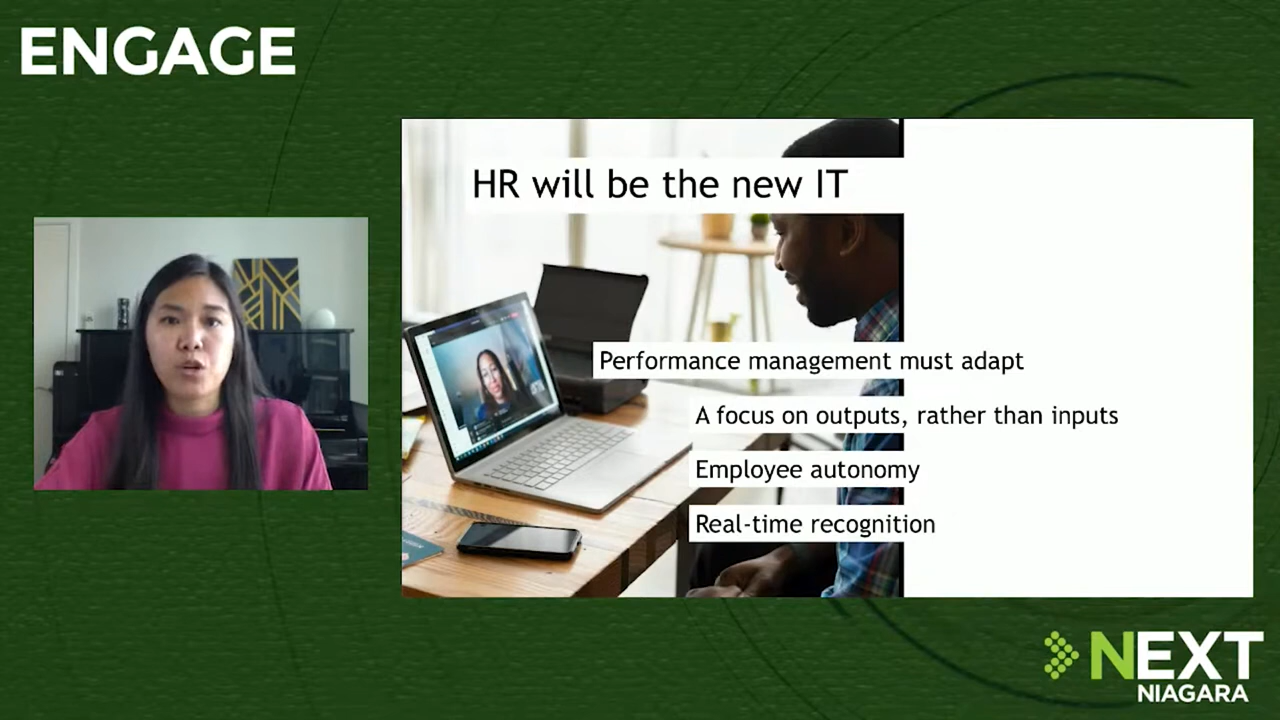 ENGAGE
HR will be the new IT
Performance management must adapt
A focus on outputs, rather than inputs
Employee autonomy
Real-time recognition
NEXT
NIAGARA